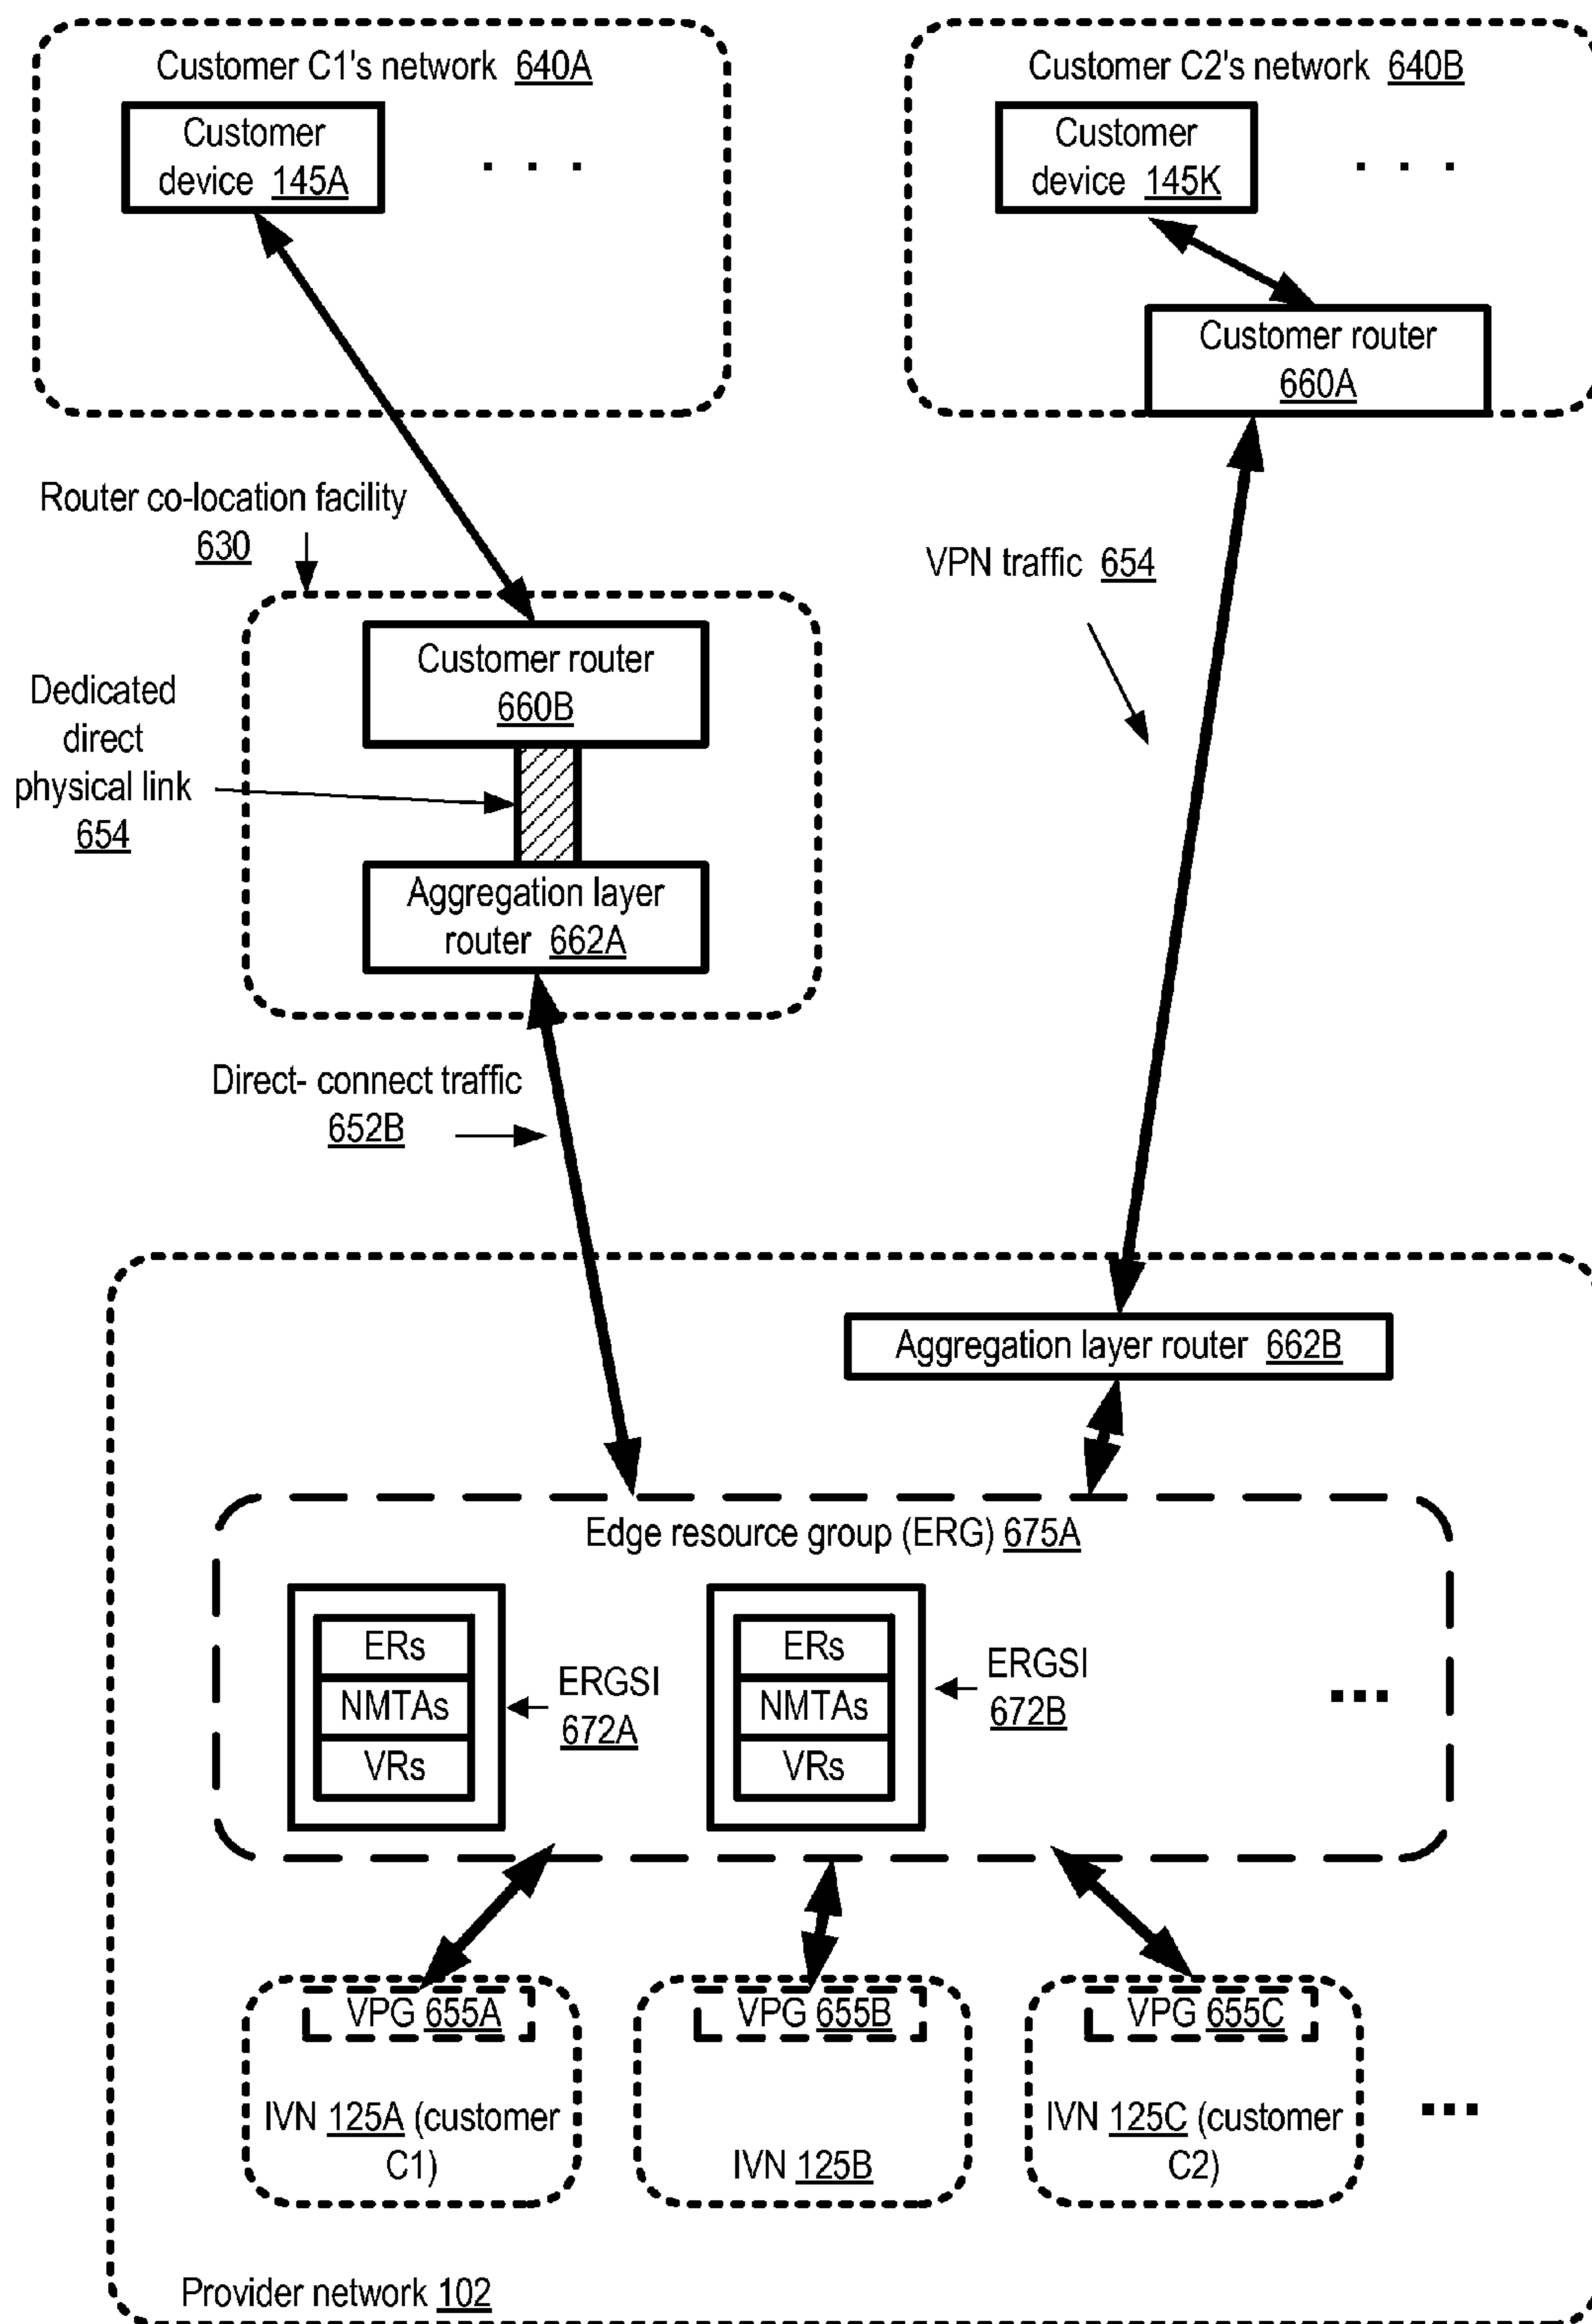 Customer C1's network 640A
Customer
device 145A
. . .
Customer C2's network 640B
Customer
device 145K
. . .
Customer router
660A
Router co-location facility
630
VPN traffic 654
Customer router
660B
Dedicated
direct
physical link
654
Aggregation layer
router 662A
Direct- connect traffic
652B
Aggregation layer router 662B
Edge resource group (ERG) 675A
ERs
NMTAs
VRs
ERGSI
672A
ERs
NMTAs
VRs
ERGSI
672B
...
VPG 655A
IVN 125A (customer
C1)
VPG 655B
IVN 125B
VPG 655C
IVN 125C (customer
C2)
...
Provider network 102